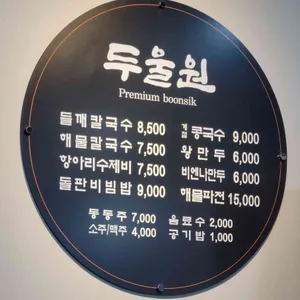 두울원
Premium boonsik
들깨칼국수 8,500
해물칼국수 7,500
항아리수제비 7,500
돌판비빔밥 9,000
콩국수 9,000
왕만두 6,000
비엔나만두 6,000
해물파전 15,000
동동주 7,000
소주/맥주 4,000
음료수 2,000
공기밥 1,000